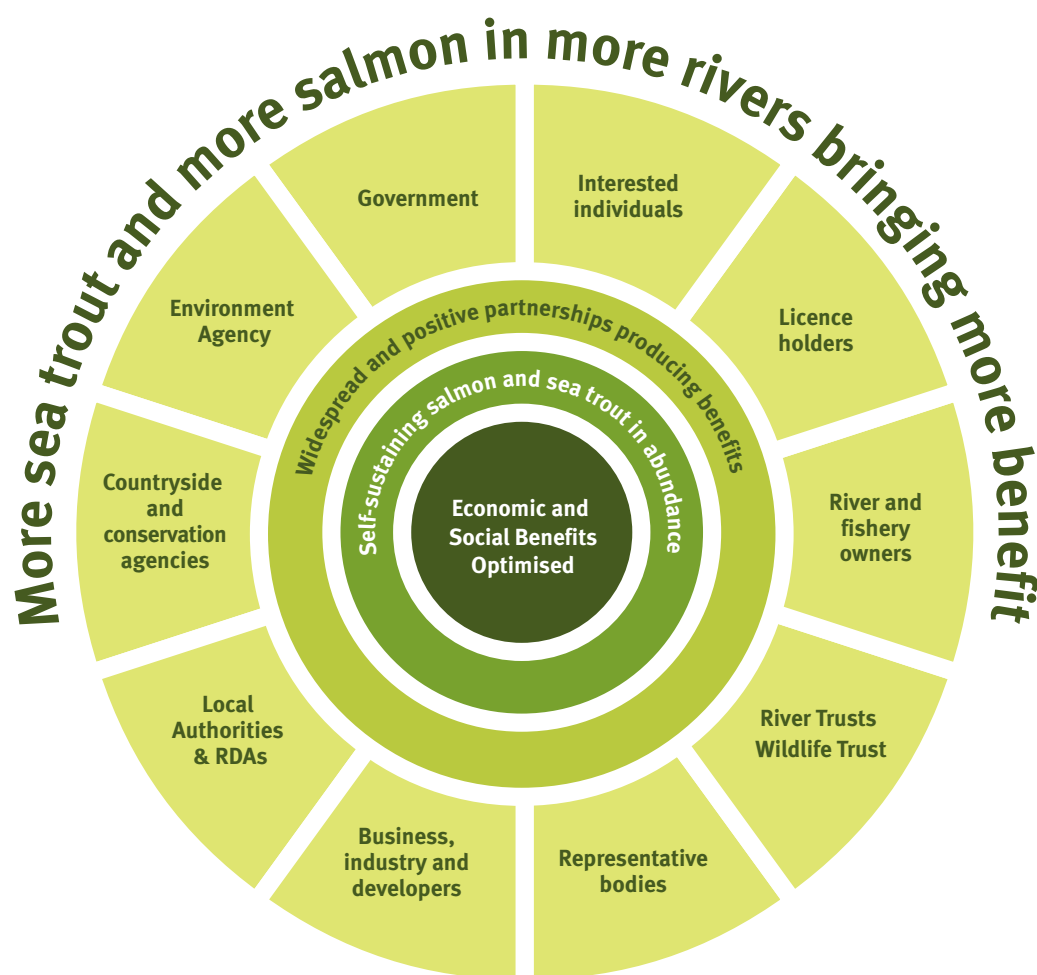 More sea trout and more salmon in more rivers bringing more benefit
Government
Interested
individuals
Licence
holders
River and
fishery
owners
River Trusts
Wildlife Trust
Representative
bodies
Business,
industry and
developers
Local
Authorities
& RDAs
Countryside
and
conservation
agencies
Environment
Agency
Widespread and positive partnerships producing benefits
Self-sustaining salmon and sea trout in abundance
Economic and
Social Benefits
Optimised